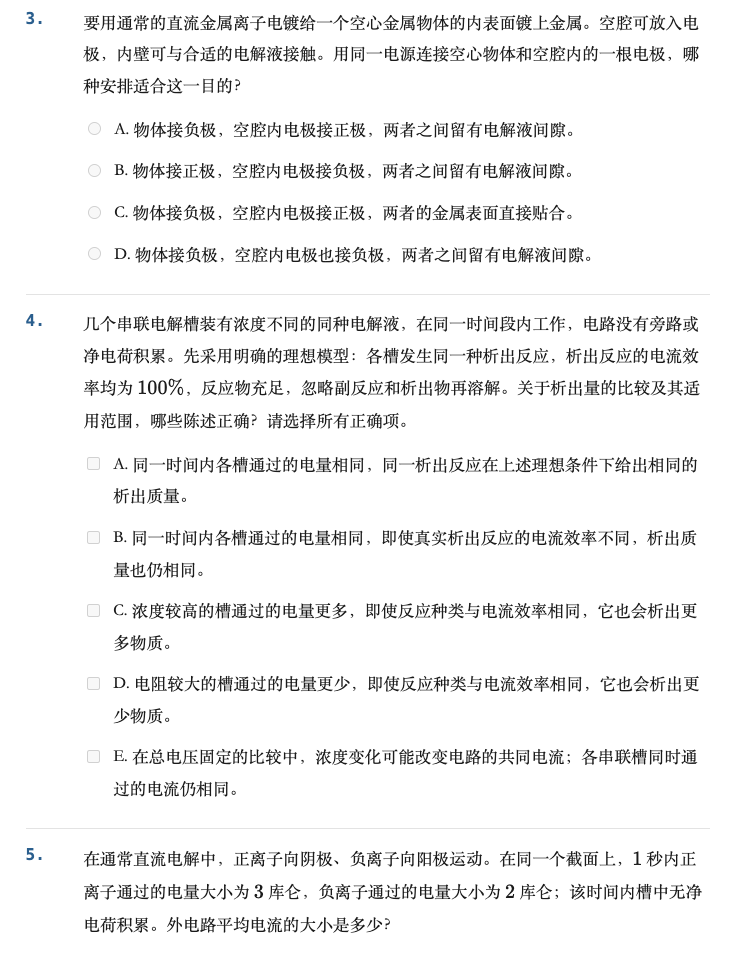 3. 要用通常的直流金属离子电镀给一个空心金属物体的内表面镀上金属。空腔可放入电
极，内壁可与合适的电解液接触。用同一电源连接空心物体和空腔内的一根电极，哪
种安排适合这一目的？
A. 物体接负极，空腔内电极接正极，两者之间留有电解液间隙。
B. 物体接正极，空腔内电极接负极，两者之间留有电解液间隙。
C. 物体接负极，空腔内电极接正极，两者的金属表面直接贴合。
D. 物体接负极，空腔内电极也接负极，两者之间留有电解液间隙。
4. 几个串联电解槽装有浓度不同的同种电解液，在同一时间段内工作，电路没有旁路或
净电荷积累。先采用明确的理想模型：各槽发生同一种析出反应，析出反应的电流效
率均为 100%，反应物充足，忽略副反应和析出物再溶解。关于析出量的比较及其适
用范围，哪些陈述正确？请选择所有正确项。
A. 同一时间内各槽通过的电量相同，同一析出反应在上述理想条件下给出相同的
析出质量。
B. 同一时间内各槽通过的电量相同，即使真实析出反应的电流效率不同，析出质
量也仍相同。
C. 浓度较高的槽通过的电量更多，即使反应种类与电流效率相同，它也会析出更
多物质。
D. 电阻较大的槽通过的电量更少，即使反应种类与电流效率相同，它也会析出更
少物质。
E. 在总电压固定的比较中，浓度变化可能改变电路的共同电流；各串联槽同时通
过的电流仍相同。
5. 在通常直流电解中，正离子向阴极、负离子向阳极运动。在同一个截面上，1 秒内正
离子通过的电量大小为 3 库仑，负离子通过的电量大小为 2 库仑；该时间内槽中无净
电荷积累。外电路平均电流的大小是多少？